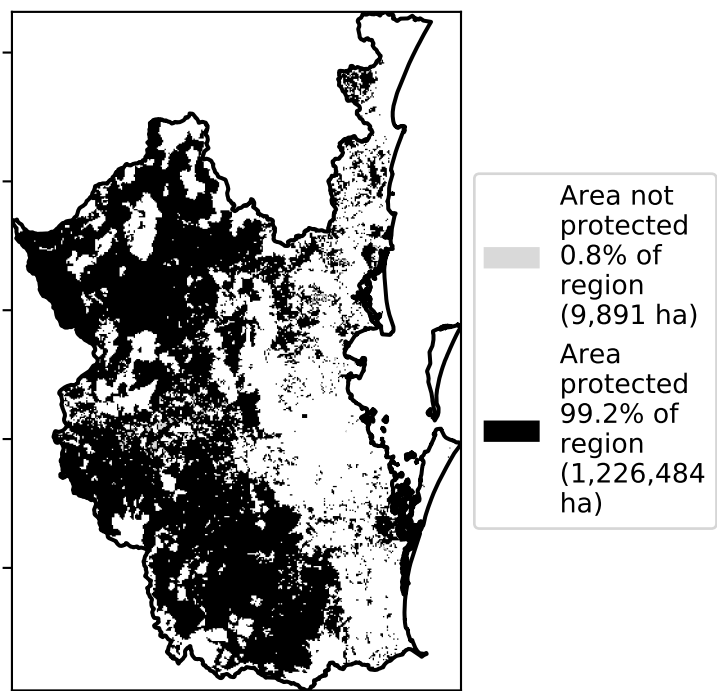 Area not
protected
0.8% of
region
(9,891 ha)
Area
protected
99.2% of
region
(1,226,484
ha)